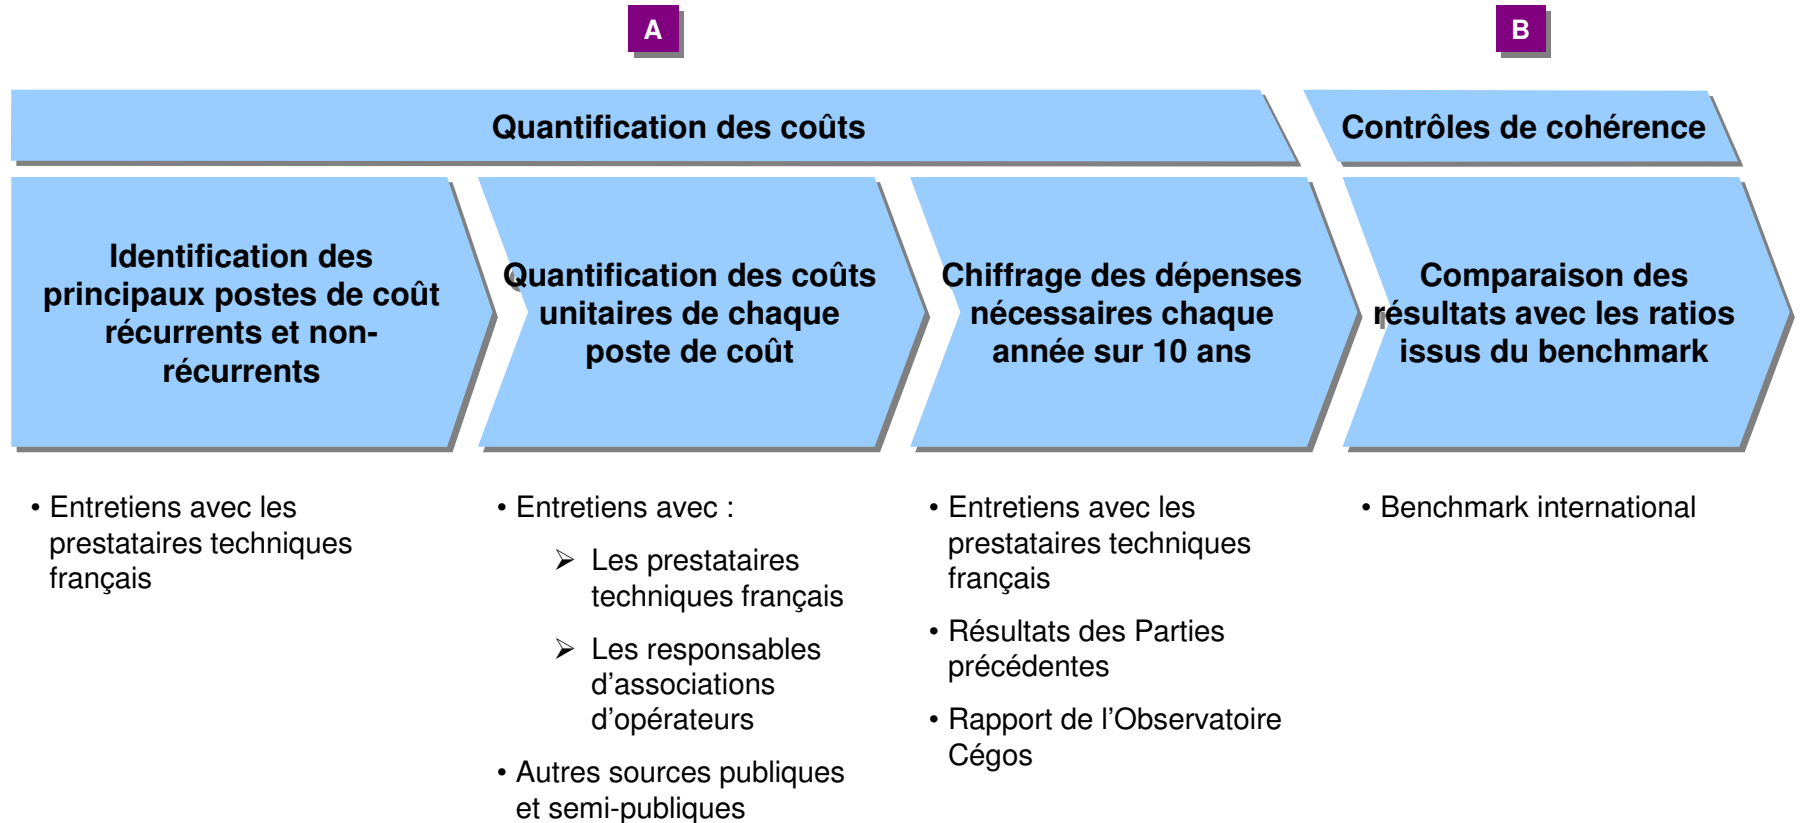 A
B
Quantification des coûts
Contrôles de cohérence
Identification des
principaux postes de coût
récurrents et non-
récurrents
Quantification des coûts
unitaires de chaque
poste de coût
Chiffrage des dépenses
nécessaires chaque
année sur 10 ans
Comparaison des
résultats avec les ratios
issus du benchmark
• Entretiens avec les
prestataires techniques
français
• Entretiens avec :
➢ Les prestataires
techniques français
➢ Les responsables
d’associations
d’opérateurs
• Autres sources publiques
et semi-publiques
• Entretiens avec les
prestataires techniques
français
• Résultats des Parties
précédentes
• Rapport de l’Observatoire
Cégos
• Benchmark international